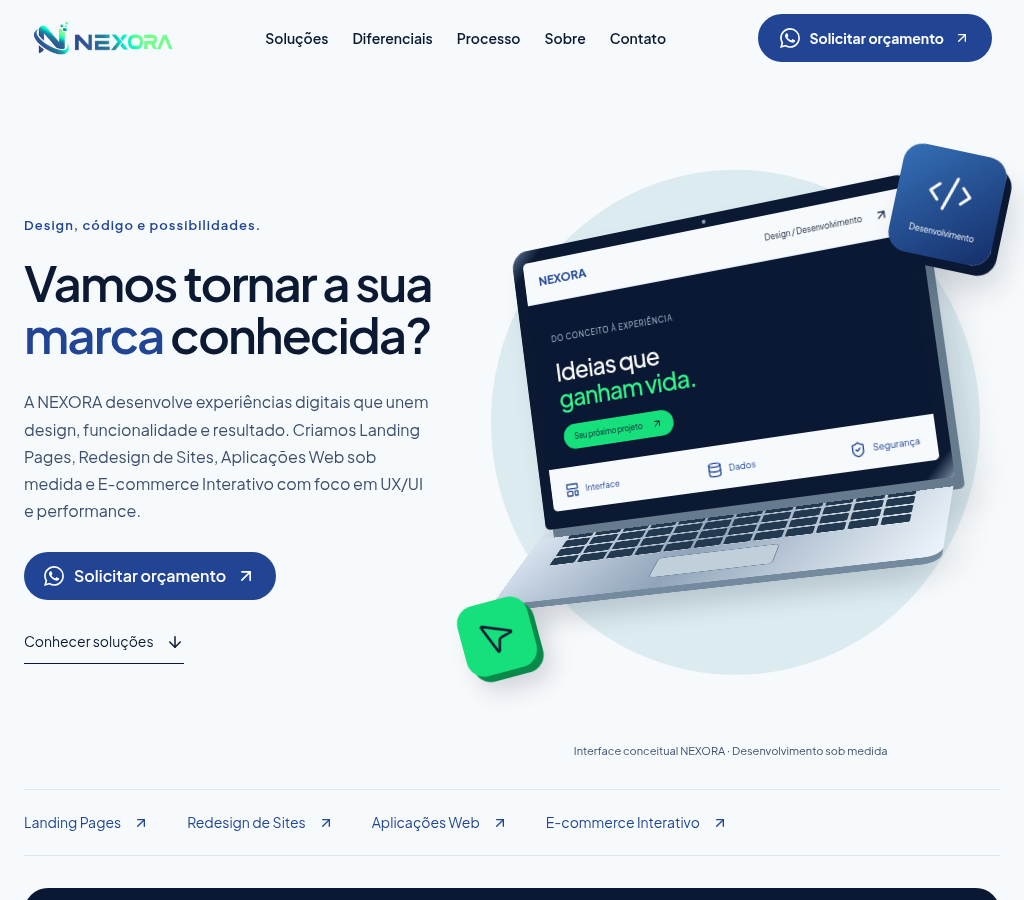 NEXORA
Soluções
Diferenciais
Processo
Sobre
Contato
Solicitar orçamento
Design, código e possibilidades.
Vamos tornar a sua
marca conhecida?
A NEXORA desenvolve experiências digitais que unem
design, funcionalidade e resultado. Criamos Landing
Pages, Redesign de Sites, Aplicações Web sob
medida e E-commerce Interativo com foco em UX/UI
e performance.
Solicitar orçamento
Conhecer soluções
NEXORA
Design / Desenvolvimento
Desenvolvimento
DO CONCEITO À EXPERIÊNCIA
Ideias que
ganham vida.
Seu próximo projeto
Interface
Dados
Segurança
Interface conceitual NEXORA · Desenvolvimento sob medida
Landing Pages
Redesign de Sites
Aplicações Web
E-commerce Interativo